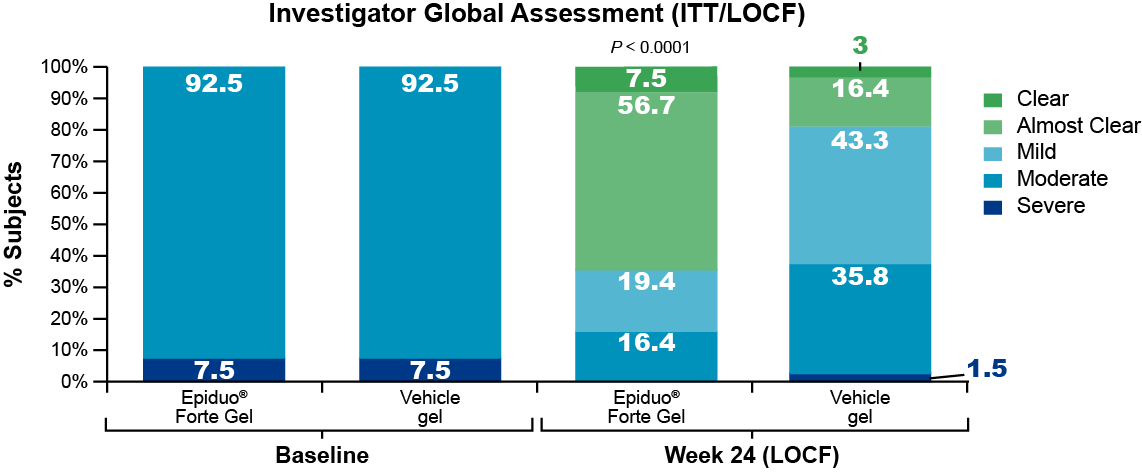 Investigator Global Assessment (ITT/LOCF)
P < 0.0001
3
100%
90%
80%
70%
60%
50%
40%
30%
20%
10%
0%
% Subjects
92.5
7.5
92.5
7.5
7.5
56.7
19.4
16.4
16.4
43.3
35.8
1.5
Clear
Almost Clear
Mild
Moderate
Severe
Epiduo®
Forte Gel
Vehicle
gel
Epiduo®
Forte Gel
Vehicle
gel
Baseline
Week 24 (LOCF)